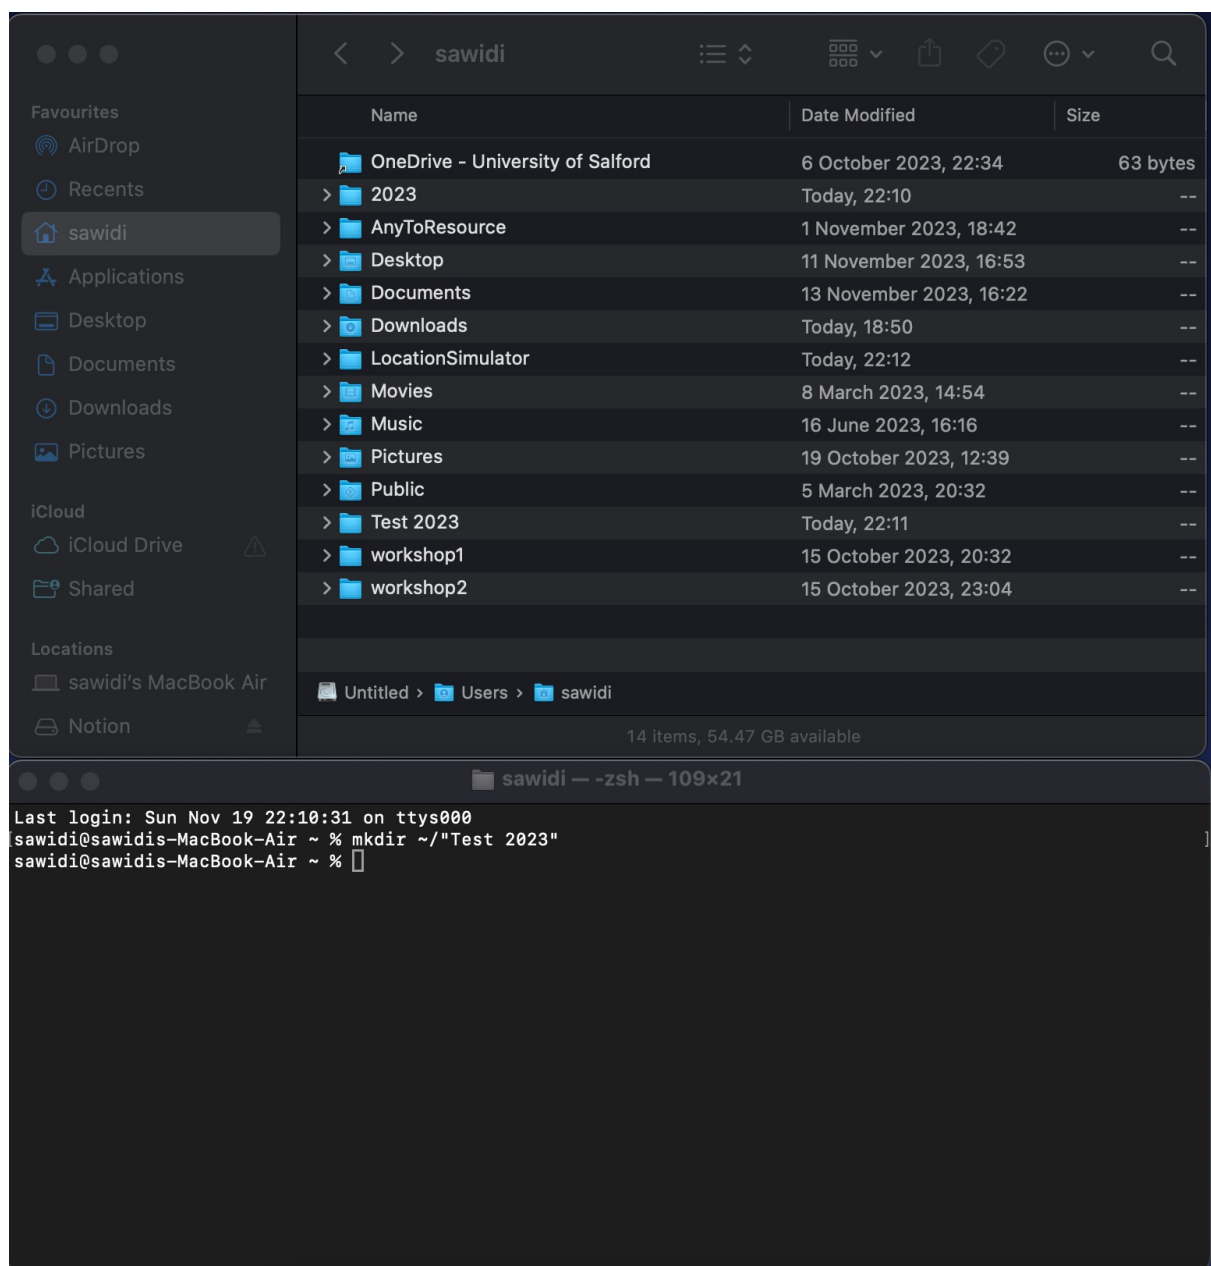 sawidi
Favourites
AirDrop
Recents
sawidi
Applications
Desktop
Documents
Downloads
Pictures
iCloud
iCloud Drive
Shared
Locations
sawidi's MacBook Air
Notion
Name Date Modified Size
OneDrive - University of Salford 6 October 2023, 22:34 63 bytes
2023 Today, 22:10 --
AnyToResource 1 November 2023, 18:42 --
Desktop 11 November 2023, 16:53 --
Documents 13 November 2023, 16:22 --
Downloads Today, 18:50 --
LocationSimulator Today, 22:12 --
Movies 8 March 2023, 14:54 --
Music 16 June 2023, 16:16 --
Pictures 19 October 2023, 12:39 --
Public 5 March 2023, 20:32 --
Test 2023 Today, 22:11 --
workshop1 15 October 2023, 20:32 --
workshop2 15 October 2023, 23:04 --
Untitled › Users › sawidi
14 items, 54.47 GB available
sawidi — -zsh — 109×21
Last login: Sun Nov 19 22:10:31 on ttys000
[sawidi@sawidis-MacBook-Air ~ % mkdir ~/"Test 2023" ]
sawidi@sawidis-MacBook-Air ~ %